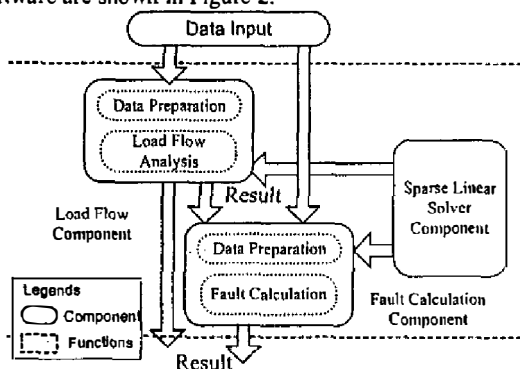 tware are shown in Figure 2.
Data Input
Data Preparation
Load Flow
Analysis
Result
Sparse Linear
Solver
Component
Load Flow
Component
Data Preparation
Fault Calculation
Legends
Component
Functions
Fault Calculation
Component
Result